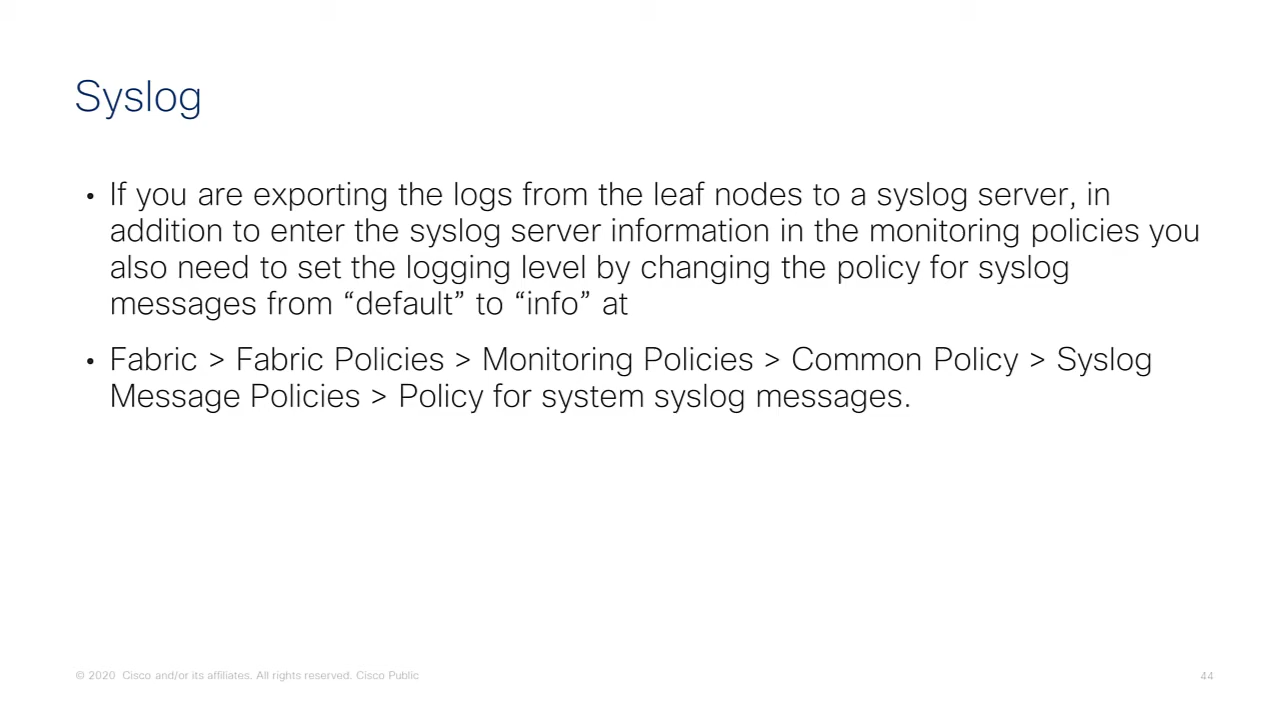 Syslog
• If you are exporting the logs from the leaf nodes to a syslog server, in
addition to enter the syslog server information in the monitoring policies you
also need to set the logging level by changing the policy for syslog
messages from “default” to “info” at
• Fabric > Fabric Policies > Monitoring Policies > Common Policy > Syslog
Message Policies > Policy for system syslog messages.
© 2020 Cisco and/or its affiliates. All rights reserved. Cisco Public
44